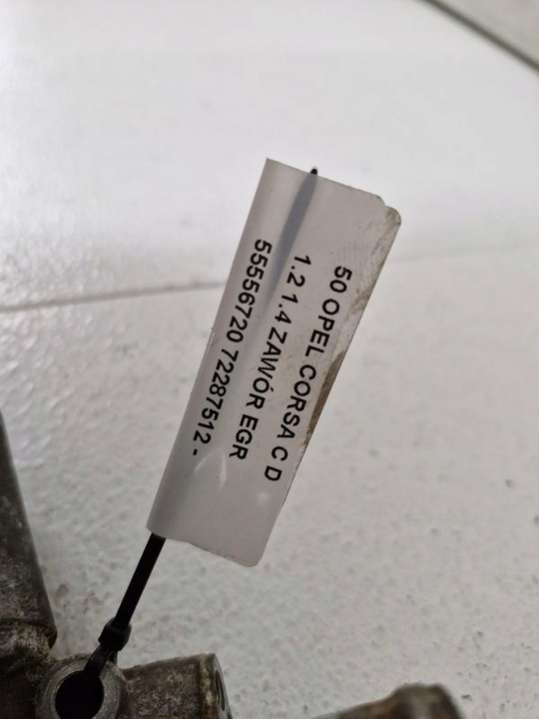 50 OPEL CORSA C D
1.2 1.4 ZAWÓR EGR
55556720 72287512 -